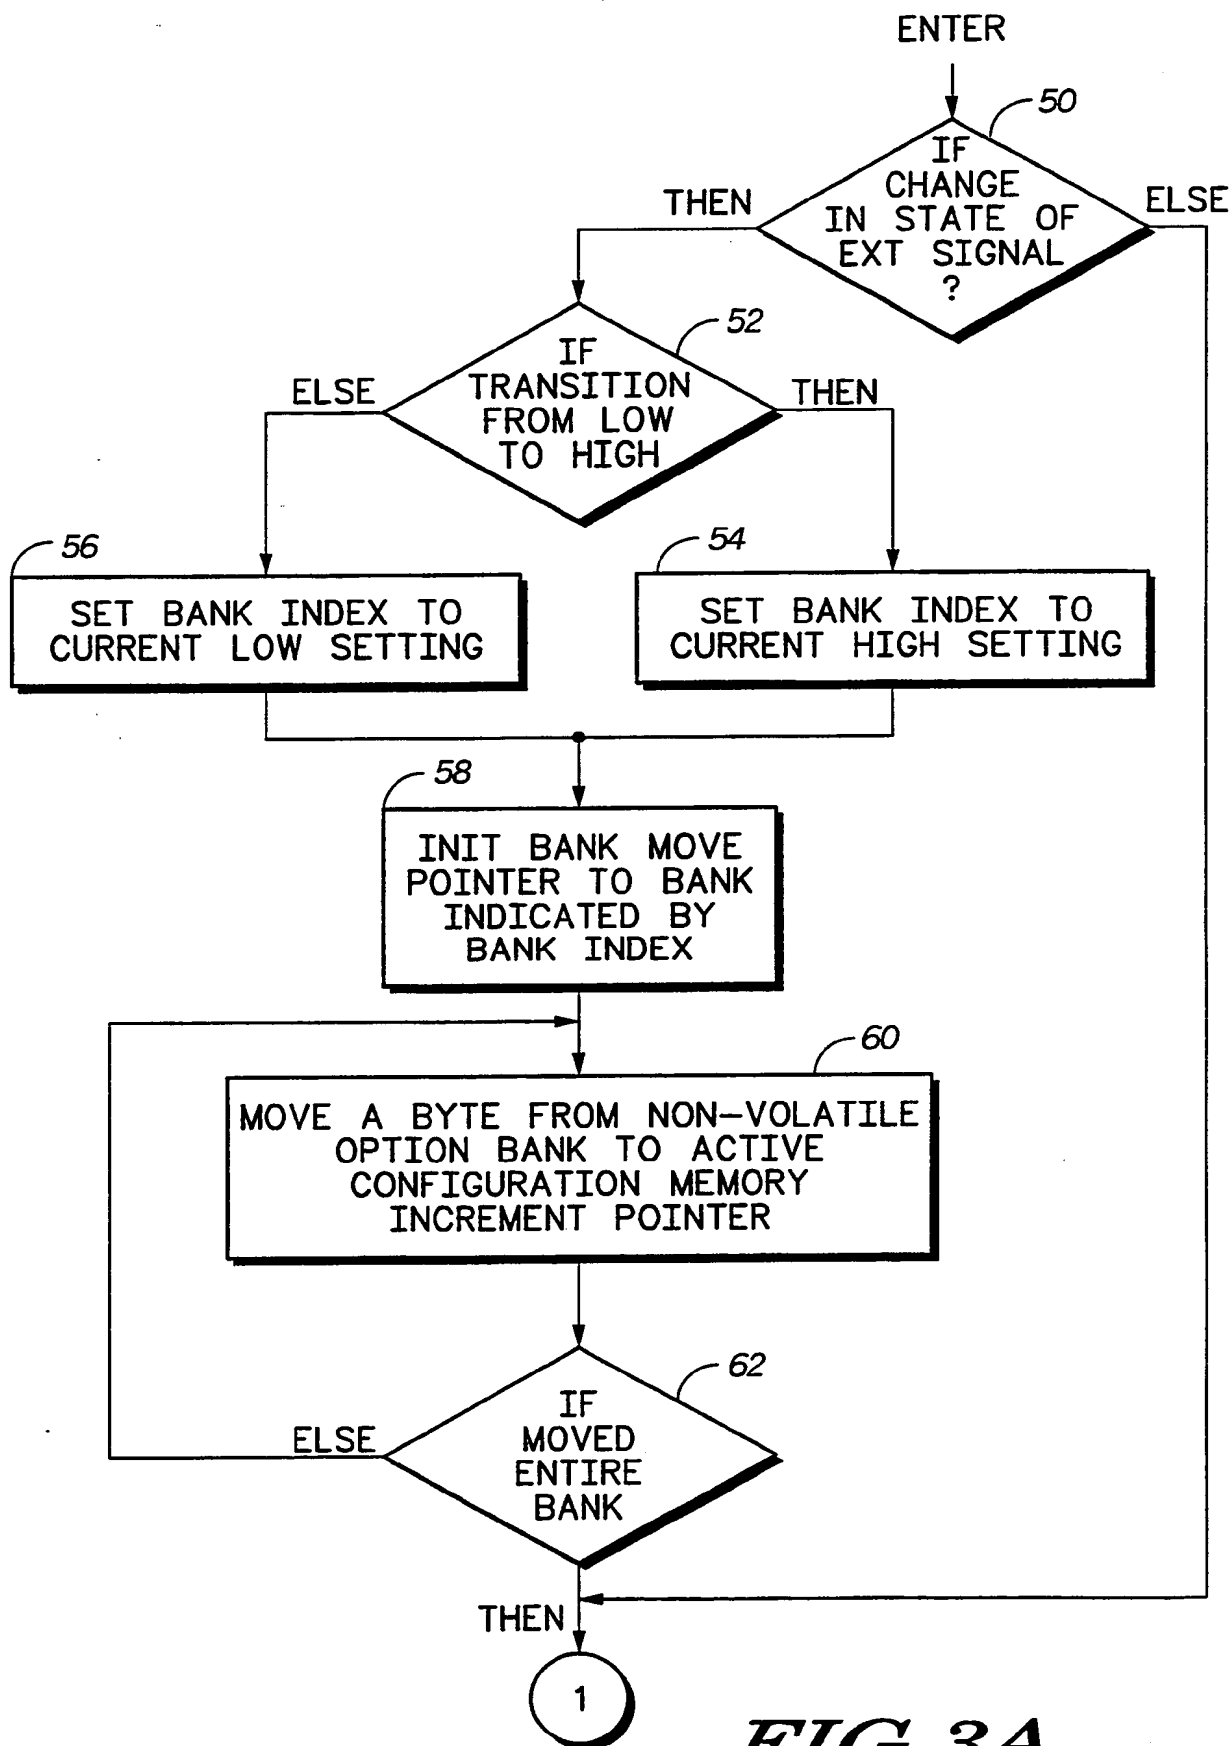 ENTER
50
IF
CHANGE
IN STATE OF
EXT SIGNAL
?
THEN
ELSE
52
IF
TRANSITION
FROM LOW
TO HIGH
ELSE
THEN
56
SET BANK INDEX TO
CURRENT LOW SETTING
54
SET BANK INDEX TO
CURRENT HIGH SETTING
58
INIT BANK MOVE
POINTER TO BANK
INDICATED BY
BANK INDEX
60
MOVE A BYTE FROM NON-VOLATILE
OPTION BANK TO ACTIVE
CONFIGURATION MEMORY
INCREMENT POINTER
62
IF
MOVED
ENTIRE
BANK
ELSE
THEN
1
FIG.3A